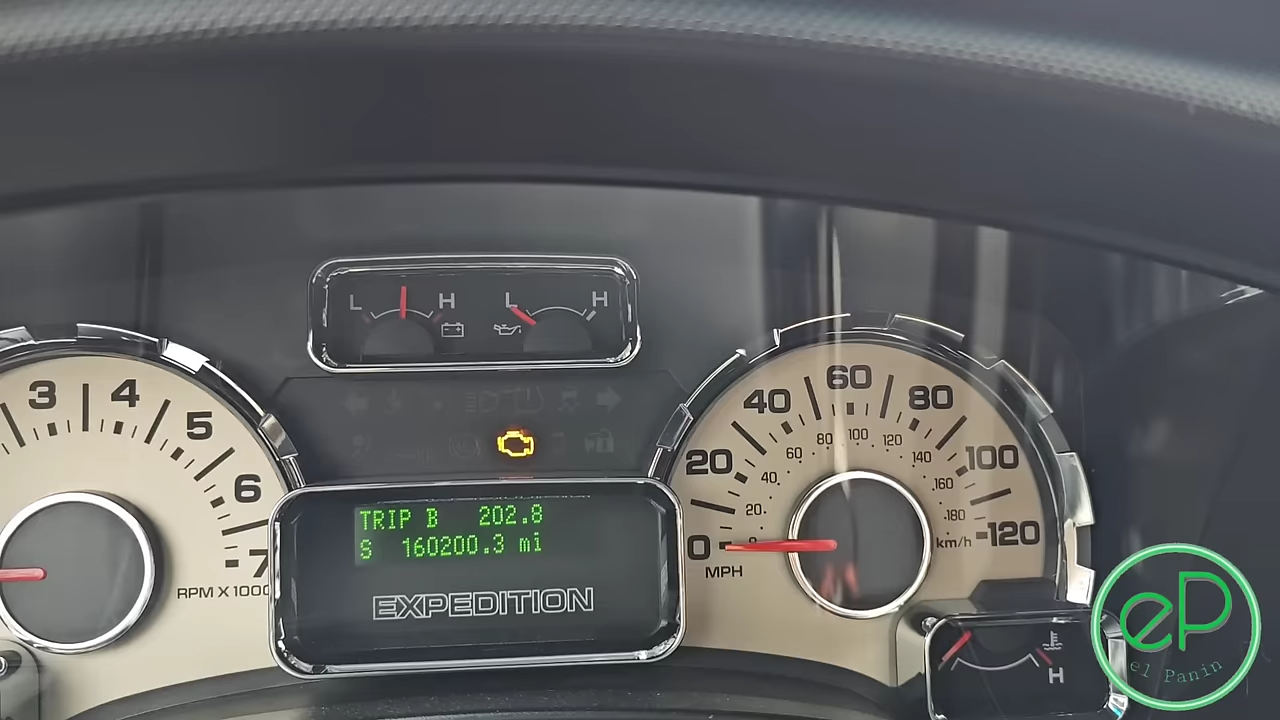 L H L H
3 4 5 6 7
RPM X 1000
TRIP B 202.8
S 160200.3 mi
EXPEDITION
0 20 40 60 80 100 120
20 40 60 80 100 120 140 160 180
km/h
MPH
H
eP
el Panin